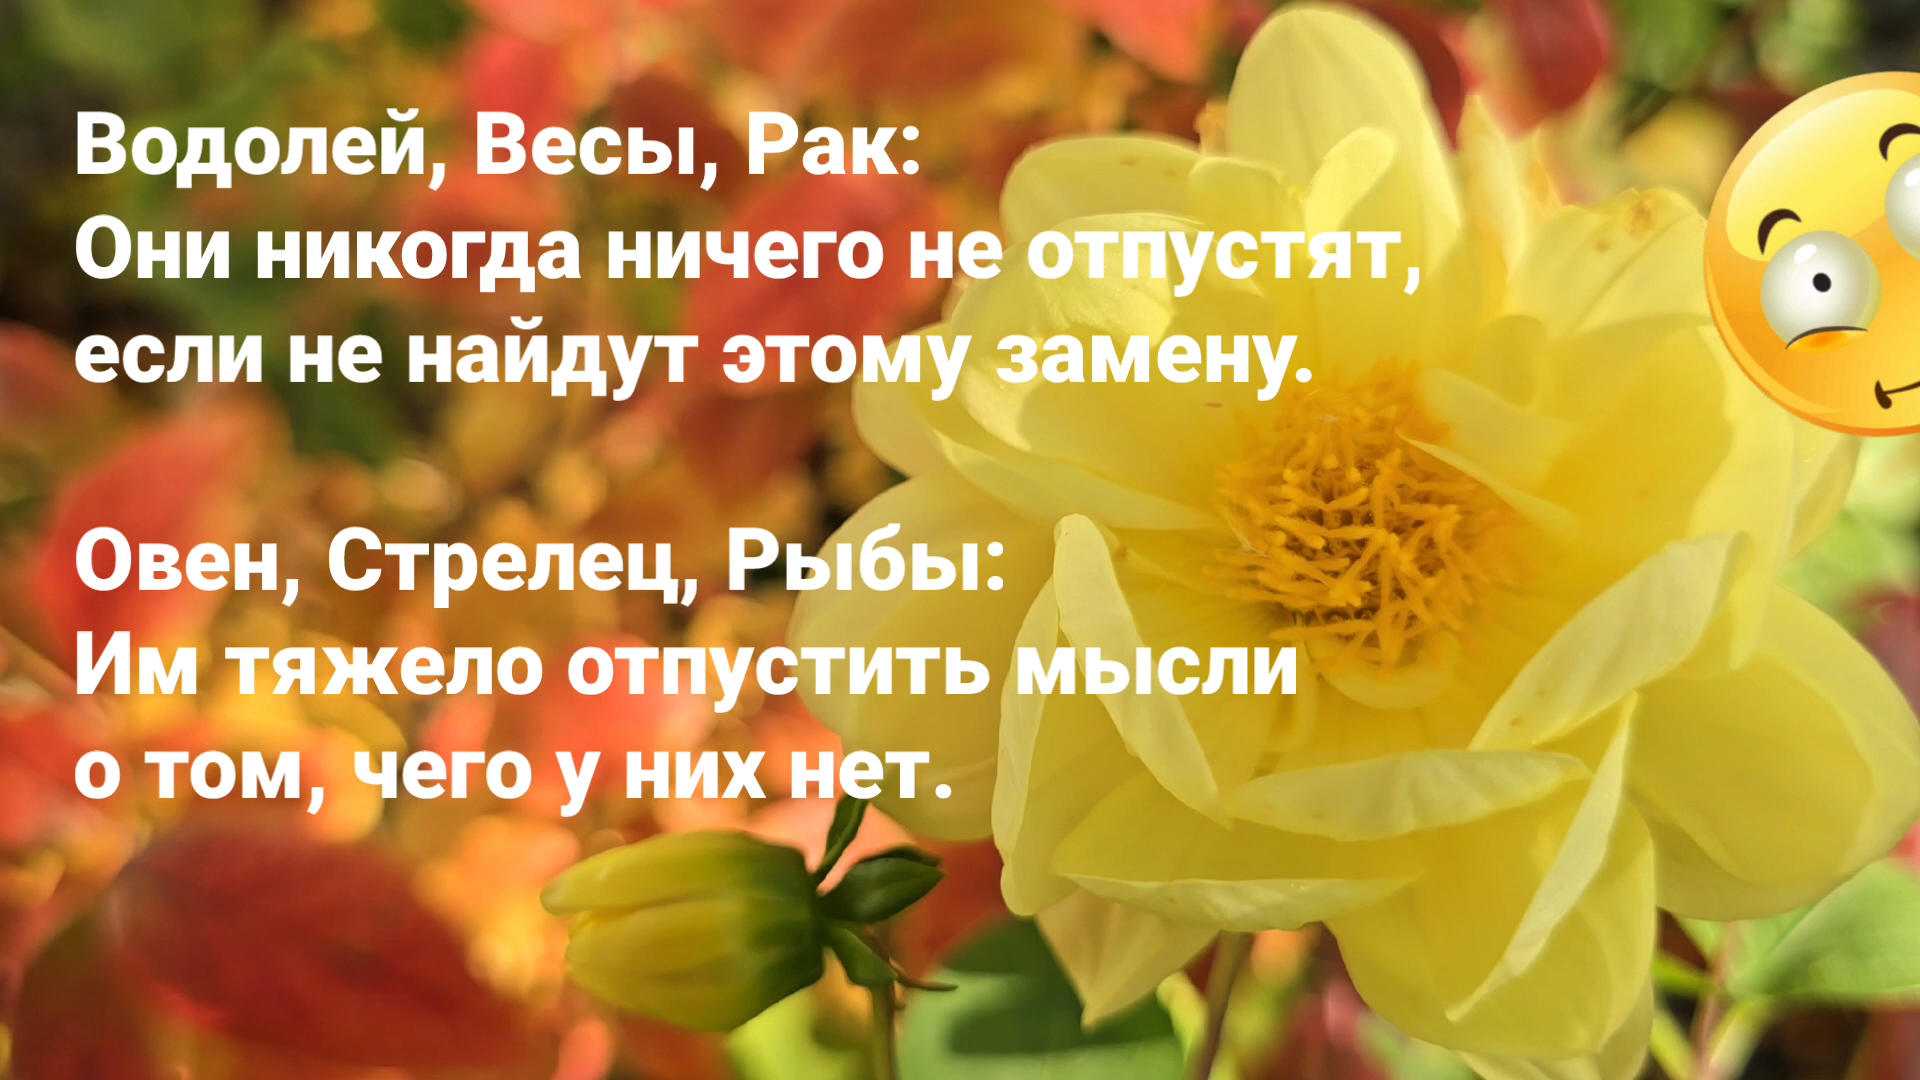 Водолей, Весы, Рак:
Они никогда ничего не отпустят,
если не найдут этому замену.
Овен, Стрелец, Рыбы:
Им тяжело отпустить мысли
о том, чего у них нет.